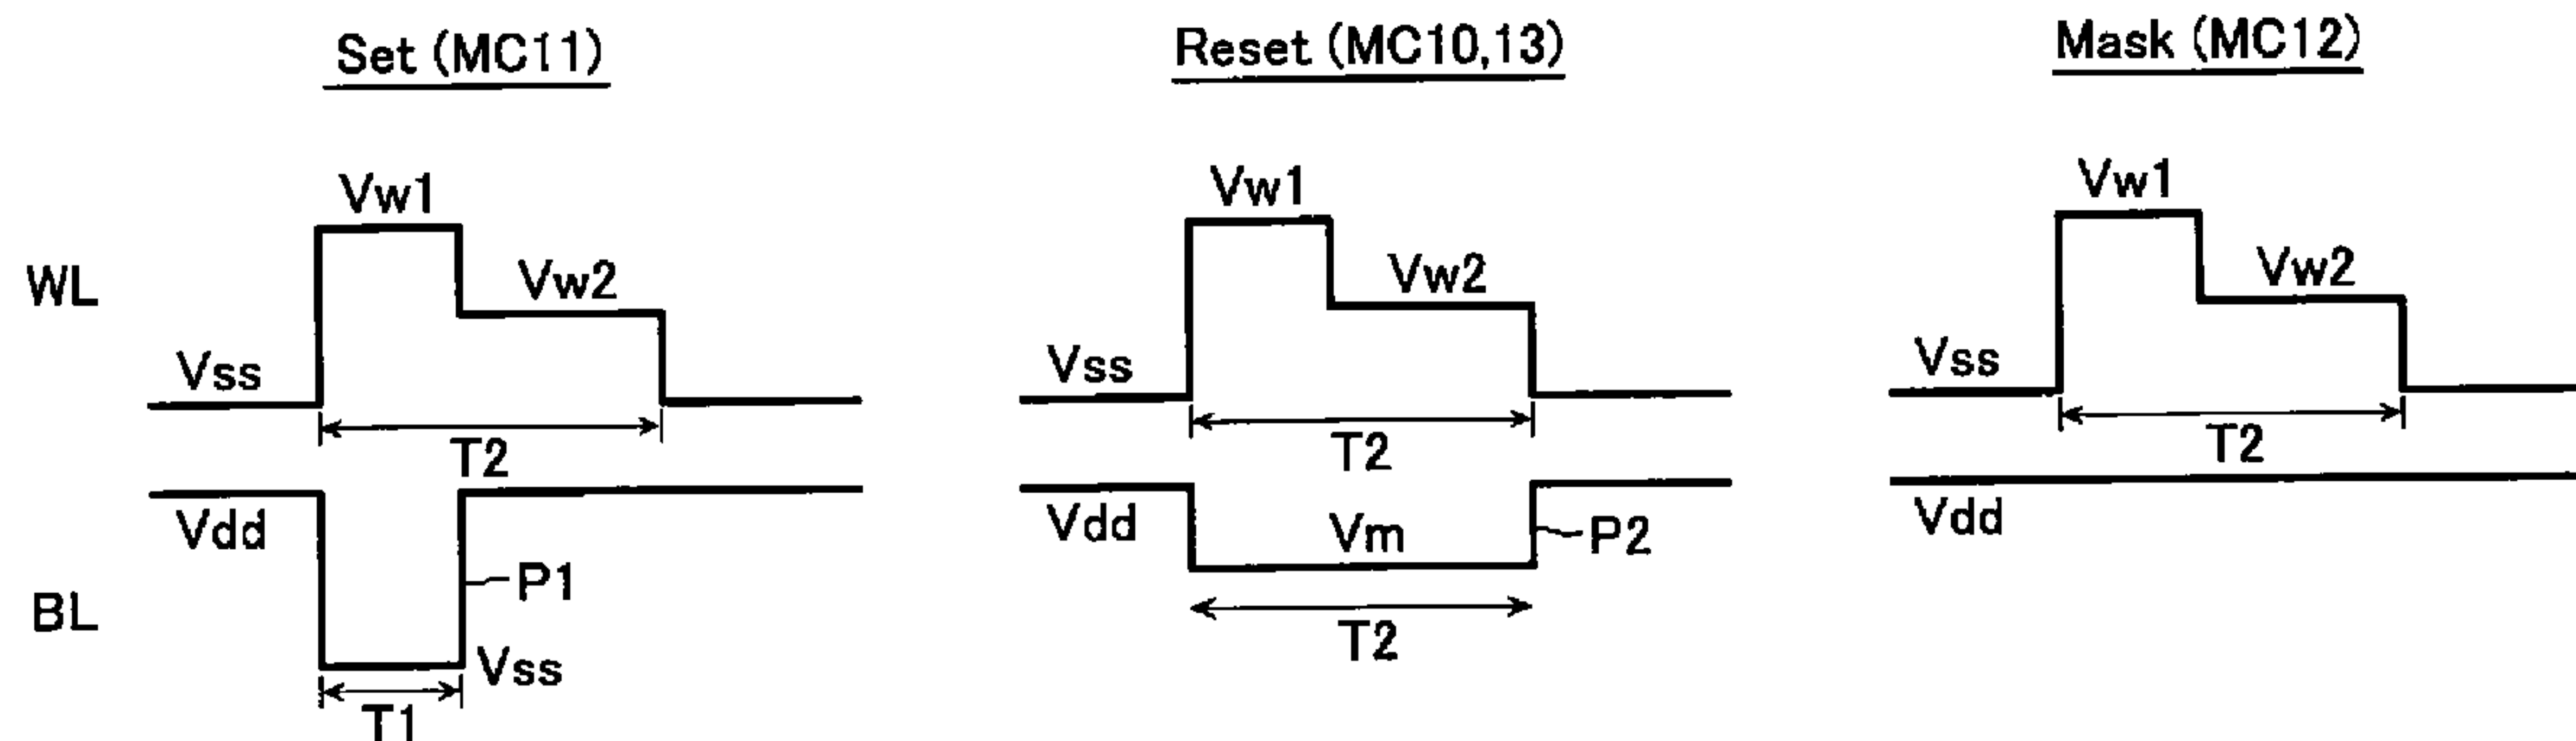 Set (MC11)
Reset (MC10,13)
Mask (MC12)
WL
Vss
Vw1
Vw2
T2
Vss
Vw1
Vw2
T2
Vss
Vw1
Vw2
T2
BL
Vdd
P1
Vss
T1
Vdd
Vm
P2
T2
Vdd